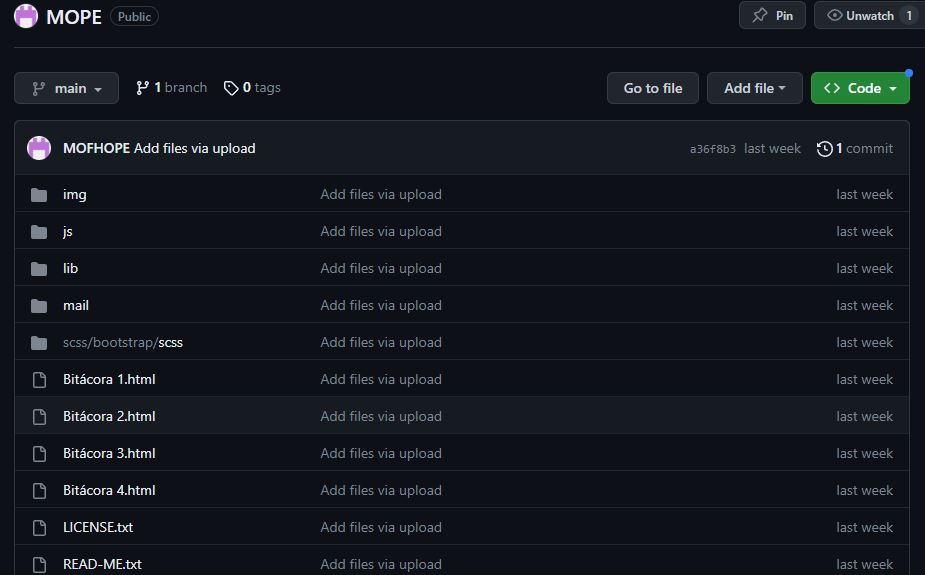 MOPE Public Pin Unwatch 1
main 1 branch 0 tags Go to file Add file <> Code
MOFHOPE Add files via upload a36f8b3 last week 1 commit
img Add files via upload last week
js Add files via upload last week
lib Add files via upload last week
mail Add files via upload last week
scss/bootstrap/scss Add files via upload last week
Bitácora 1.html Add files via upload last week
Bitácora 2.html Add files via upload last week
Bitácora 3.html Add files via upload last week
Bitácora 4.html Add files via upload last week
LICENSE.txt Add files via upload last week
READ-ME.txt Add files via upload last week